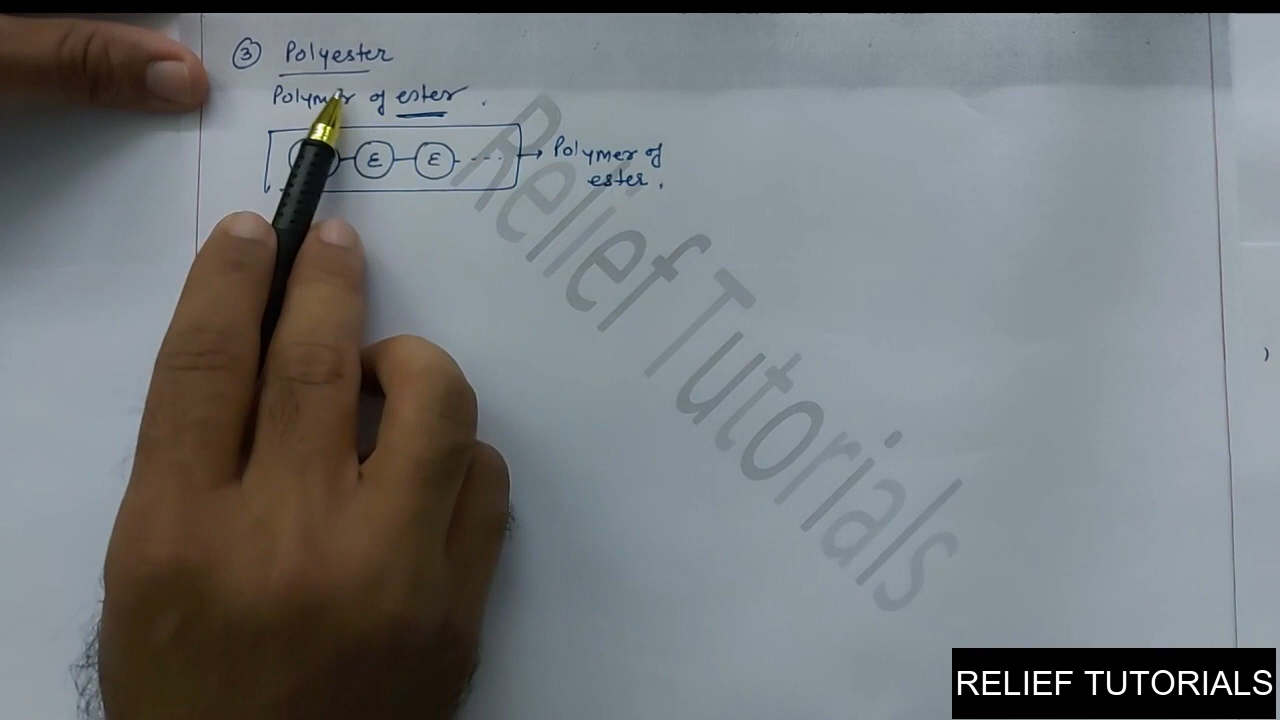 ③ Polyester
Polymer of ester.
ε ε ---→ Polymer of
ester.
Relief Tutorials
RELIEF TUTORIALS